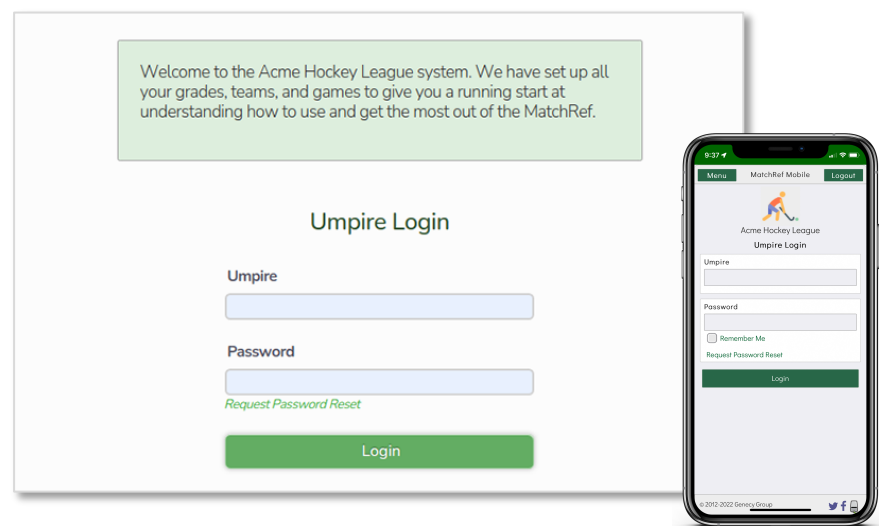 Welcome to the Acme Hockey League system. We have set up all
your grades, teams, and games to give you a running start at
understanding how to use and get the most out of the MatchRef.
Umpire Login
Umpire
Password
Request Password Reset
Login
9:37
Menu MatchRef Mobile Logout
Acme Hockey League
Umpire Login
Umpire
Password
Remember Me
Request Password Reset
Login
© 2012-2022 Genecy Group